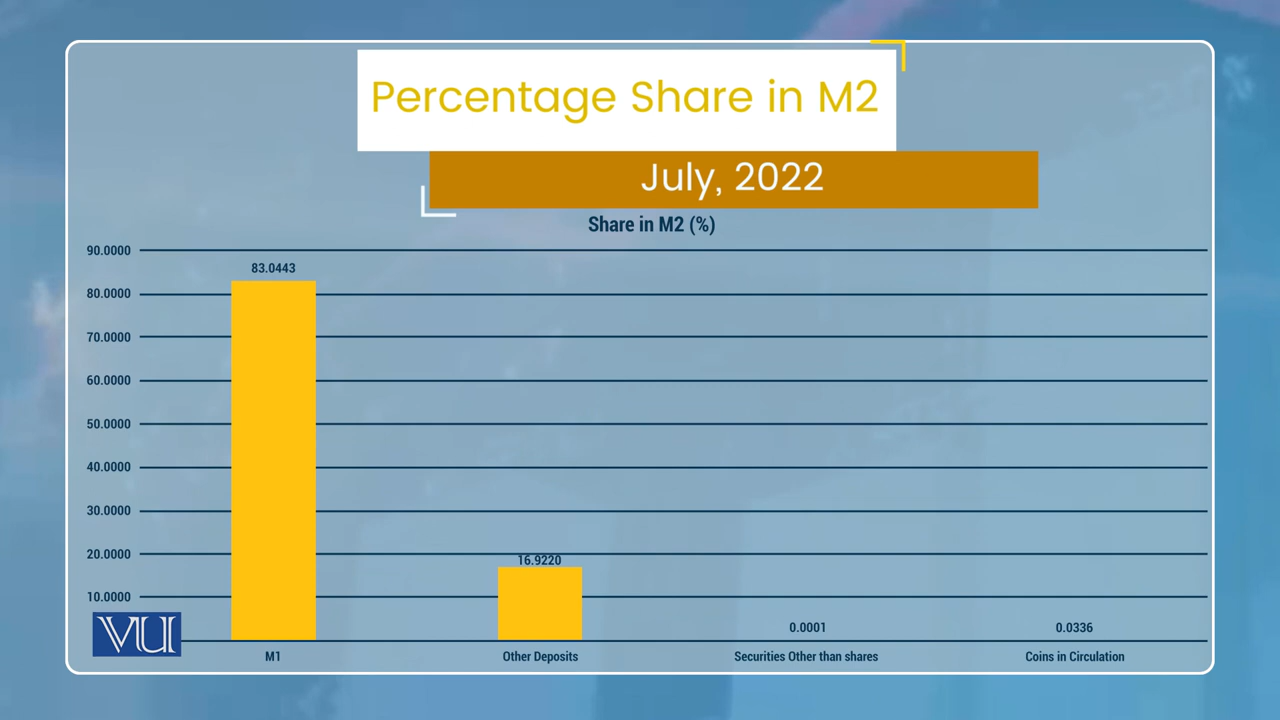 Percentage Share in M2
July, 2022
Share in M2 (%)
90.0000
83.0443
80.0000
70.0000
60.0000
50.0000
40.0000
30.0000
20.0000
16.9220
10.0000
0.0001
0.0336
VU
M1
Other Deposits
Securities Other than shares
Coins in Circulation